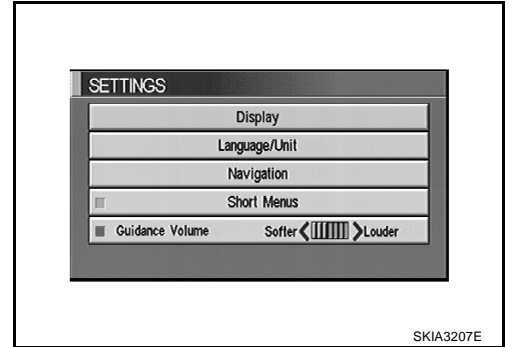 SETTINGS
Display
Language/Unit
Navigation
Short Menus
Guidance Volume Softer Louder
SKIA3207E